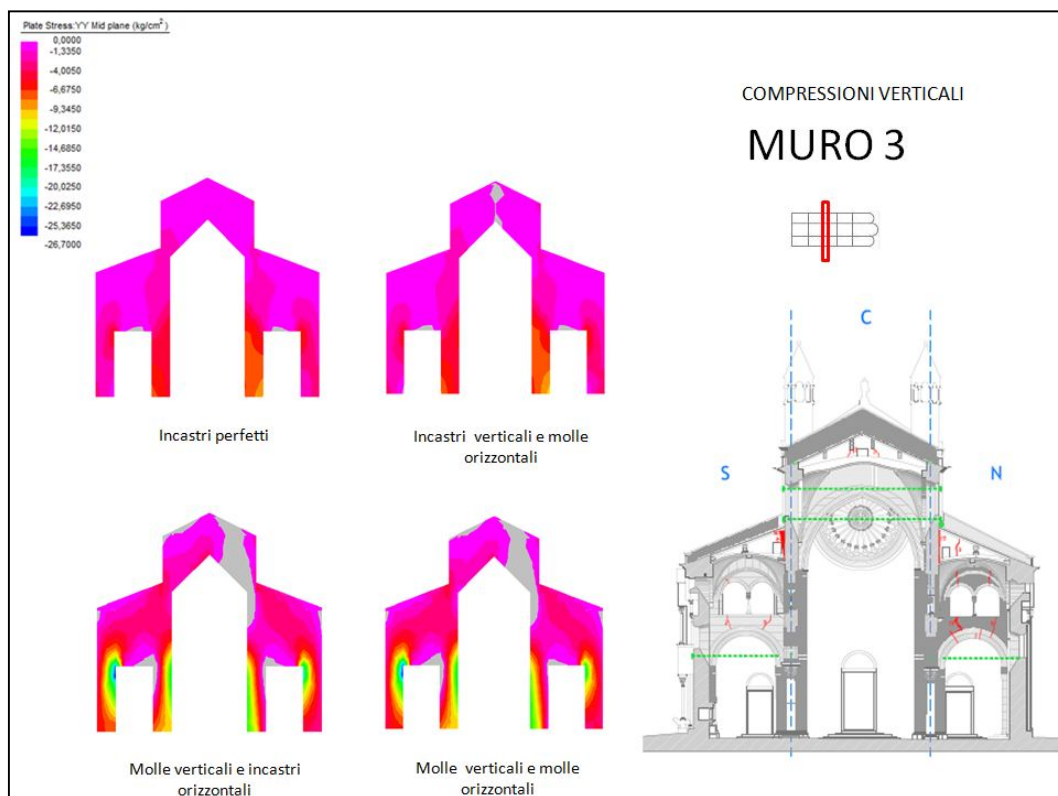 Plate Stress:YY Mid plane (kg/cm²)
0,0000
-1,3350
-4,0050
-6,6750
-9,3450
-12,0150
-14,6850
-17,3550
-20,0250
-22,6950
-25,3650
-26,7000
COMPRESSIONI VERTICALI
MURO 3
Incastri perfetti
Incastri verticali e molle
orizzontali
C
S
N
Molle verticali e incastri
orizzontali
Molle verticali e molle
orizzontali